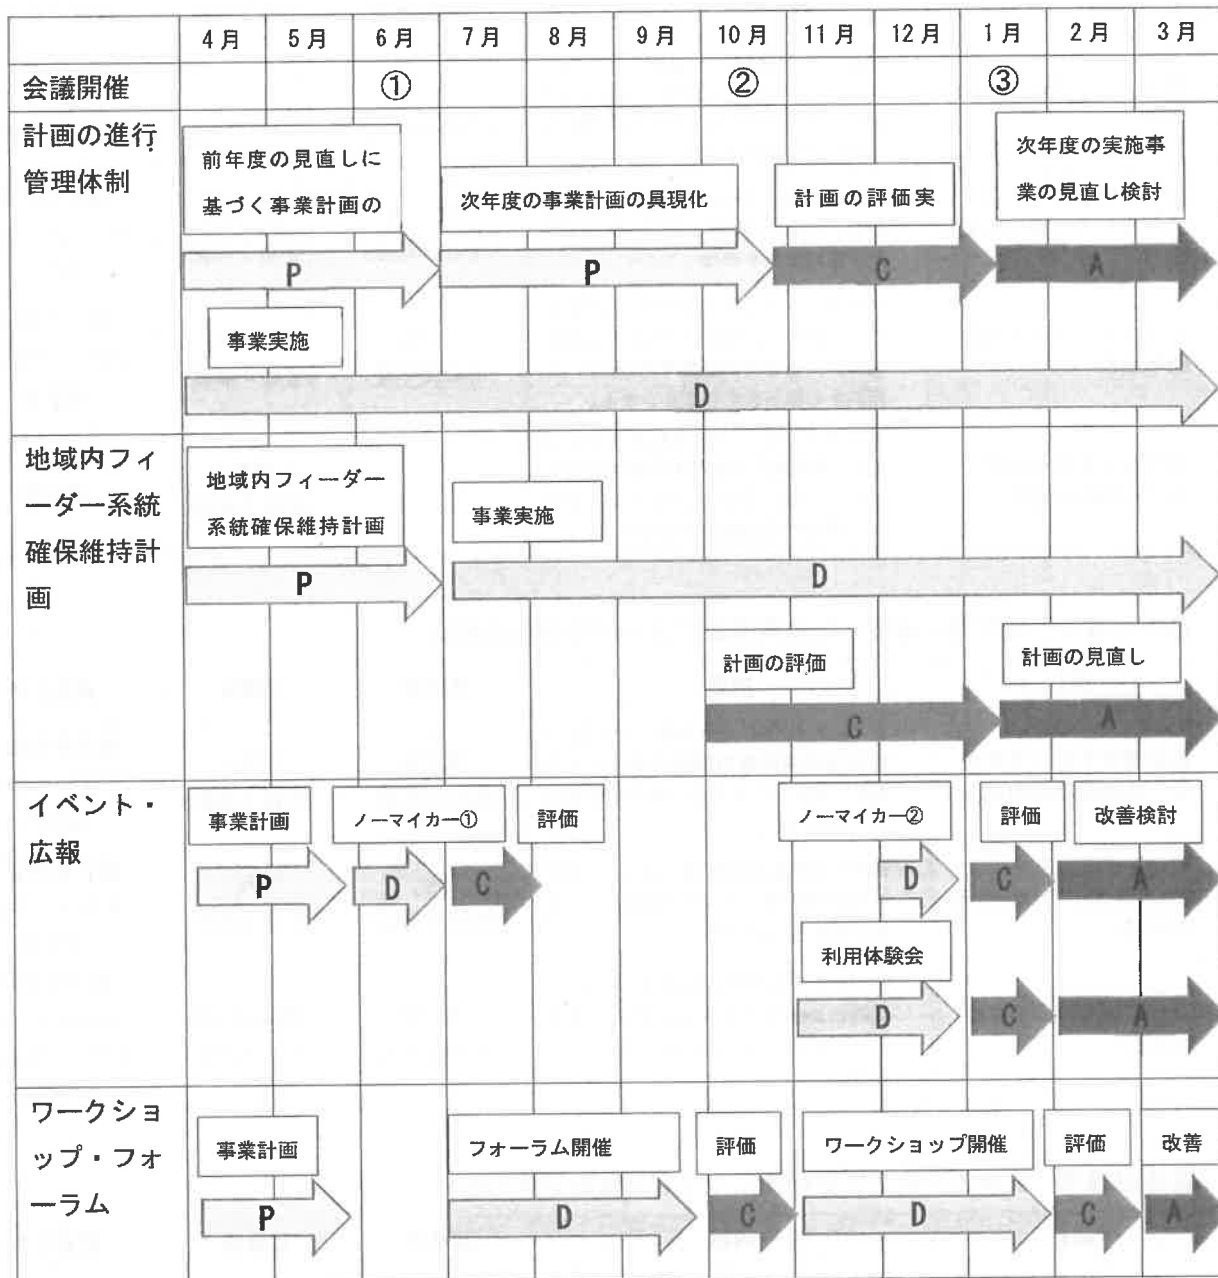 4月 5月 6月 7月 8月 9月 10月 11月 12月 1月 2月 3月
会議開催 ① ② ③
計画の進行
管理体制
前年度の見直しに
基づく事業計画の
次年度の事業計画の具現化
計画の評価実
次年度の実施事
業の見直し検討
P P C A
事業実施
D
地域内フィ
ーダー系統
確保維持計
画
地域内フィーダー
系統確保維持計画
事業実施
P D
計画の評価 計画の見直し
C A
イベント・
広報
事業計画 ノーマイカー① 評価 ノーマイカー② 評価 改善検討
P D C D C A
利用体験会
D C A
ワークショ
ップ・フォ
ーラム
事業計画 フォーラム開催 評価 ワークショップ開催 評価 改善
P D C D C A